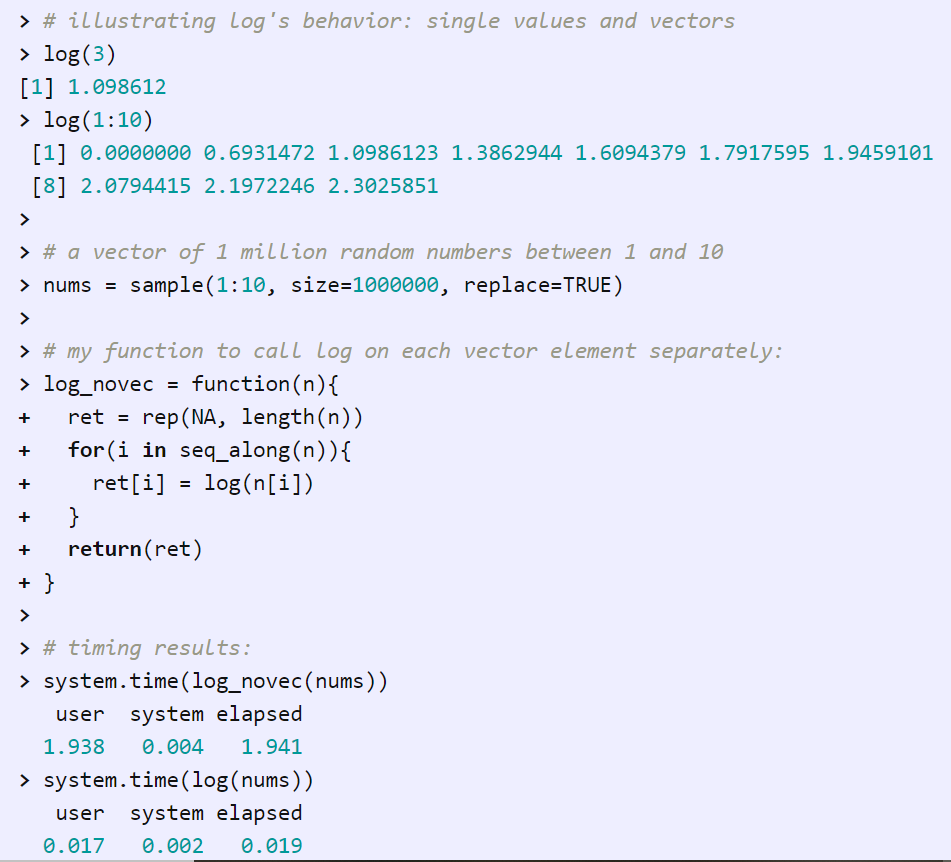 > # illustrating log's behavior: single values and vectors
> log(3)
[1] 1.098612
> log(1:10)
 [1] 0.0000000 0.6931472 1.0986123 1.3862944 1.6094379 1.7917595 1.9459101
 [8] 2.0794415 2.1972246 2.3025851
>
> # a vector of 1 million random numbers between 1 and 10
> nums = sample(1:10, size=1000000, replace=TRUE)
>
> # my function to call log on each vector element separately:
> log_novec = function(n){
+   ret = rep(NA, length(n))
+   for(i in seq_along(n)){
+     ret[i] = log(n[i])
+   }
+   return(ret)
+ }
>
> # timing results:
> system.time(log_novec(nums))
   user  system elapsed
  1.938   0.004   1.941
> system.time(log(nums))
   user  system elapsed
  0.017   0.002   0.019